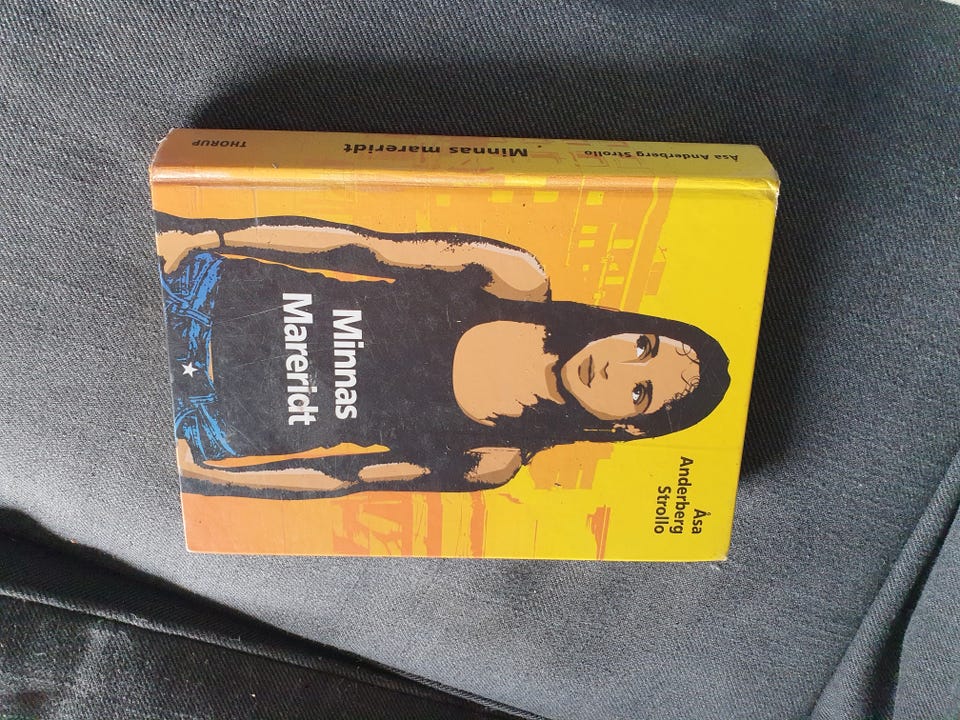 Åsa
Anderberg
Strollo
Minnas
Mareridt
Åsa Anderberg Strollo
Minnas mareridt
THORUP